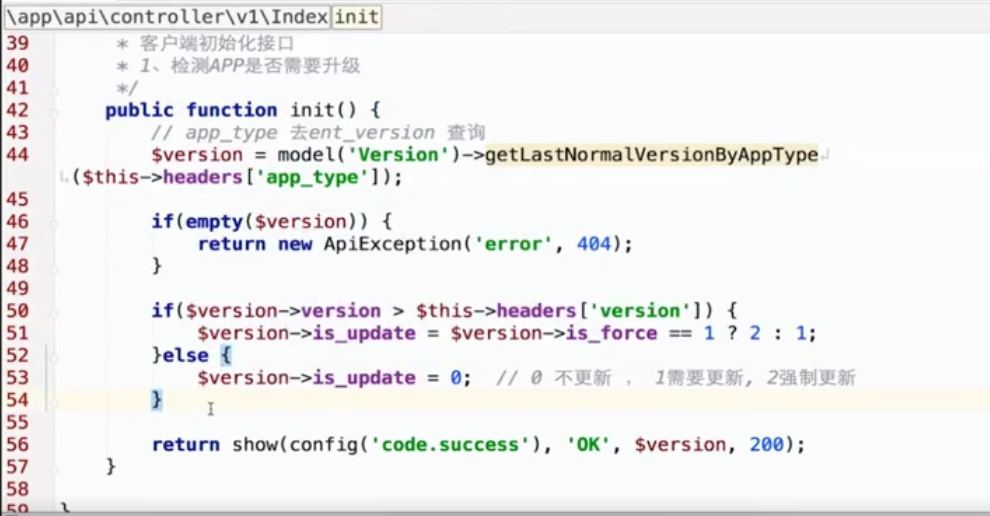 \app\api\controller\v1\Index init
39 * 客户端初始化接口
40 * 1、检测APP是否需要升级
41 */
42 public function init() {
43 // app_type 去ent_version 查询
44 $version = model('Version')->getLastNormalVersionByAppType
($this->headers['app_type']);
45
46 if(empty($version)) {
47 return new ApiException('error', 404);
48 }
49
50 if($version->version > $this->headers['version']) {
51 $version->is_update = $version->is_force == 1 ? 2 : 1;
52 }else {
53 $version->is_update = 0; // 0 不更新 , 1需要更新, 2强制更新
54 }
55
56 return show(config('code.success'), 'OK', $version, 200);
57 }
58
59 }